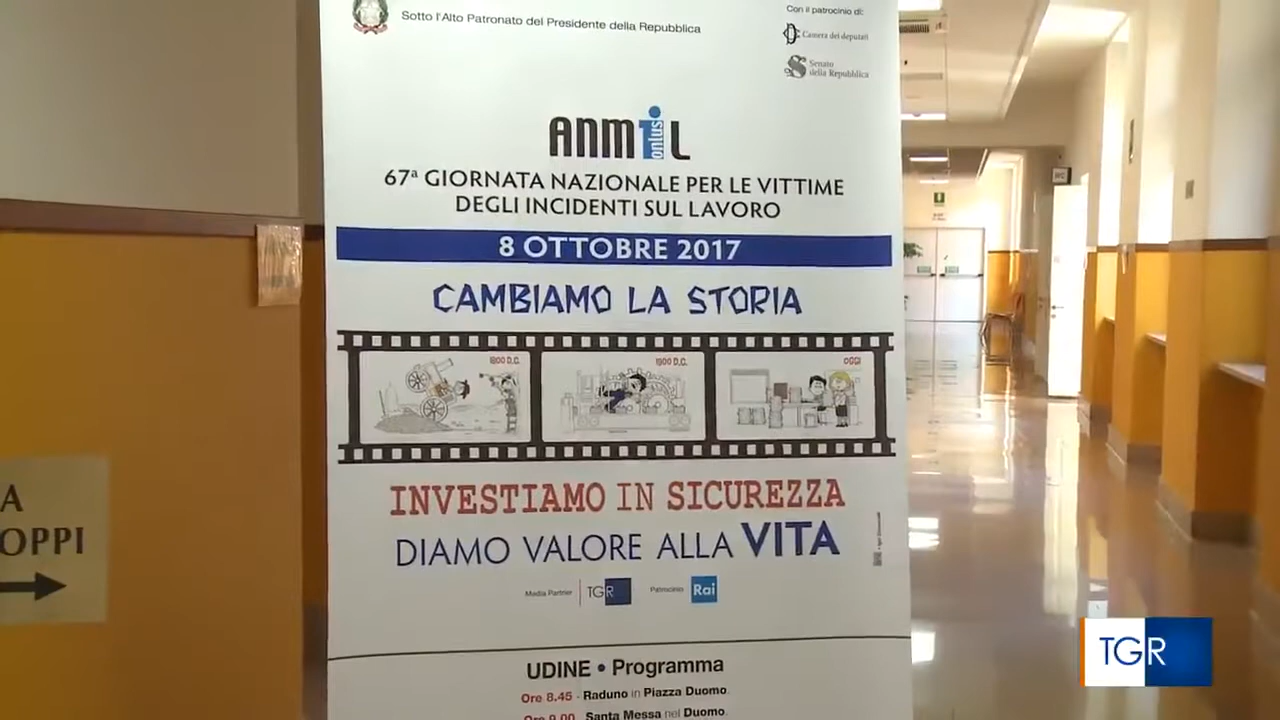 Sotto l'Alto Patronato del Presidente della Repubblica
Con il patrocinio di:
Camera dei deputati
Senato
della Repubblica
ANMIL
onlus
67ª GIORNATA NAZIONALE PER LE VITTIME
DEGLI INCIDENTI SUL LAVORO
8 OTTOBRE 2017
CAMBIAMO LA STORIA
1800 D.C.
1900 D.C.
OGGI
INVESTIAMO IN SICUREZZA
DIAMO VALORE ALLA VITA
Media Partner TGR Patrocinio Rai
UDINE • Programma
Ore 8.45 - Raduno in Piazza Duomo.
Ore 9.00 - Santa Messa nel Duomo.
A
OPPI
TGR